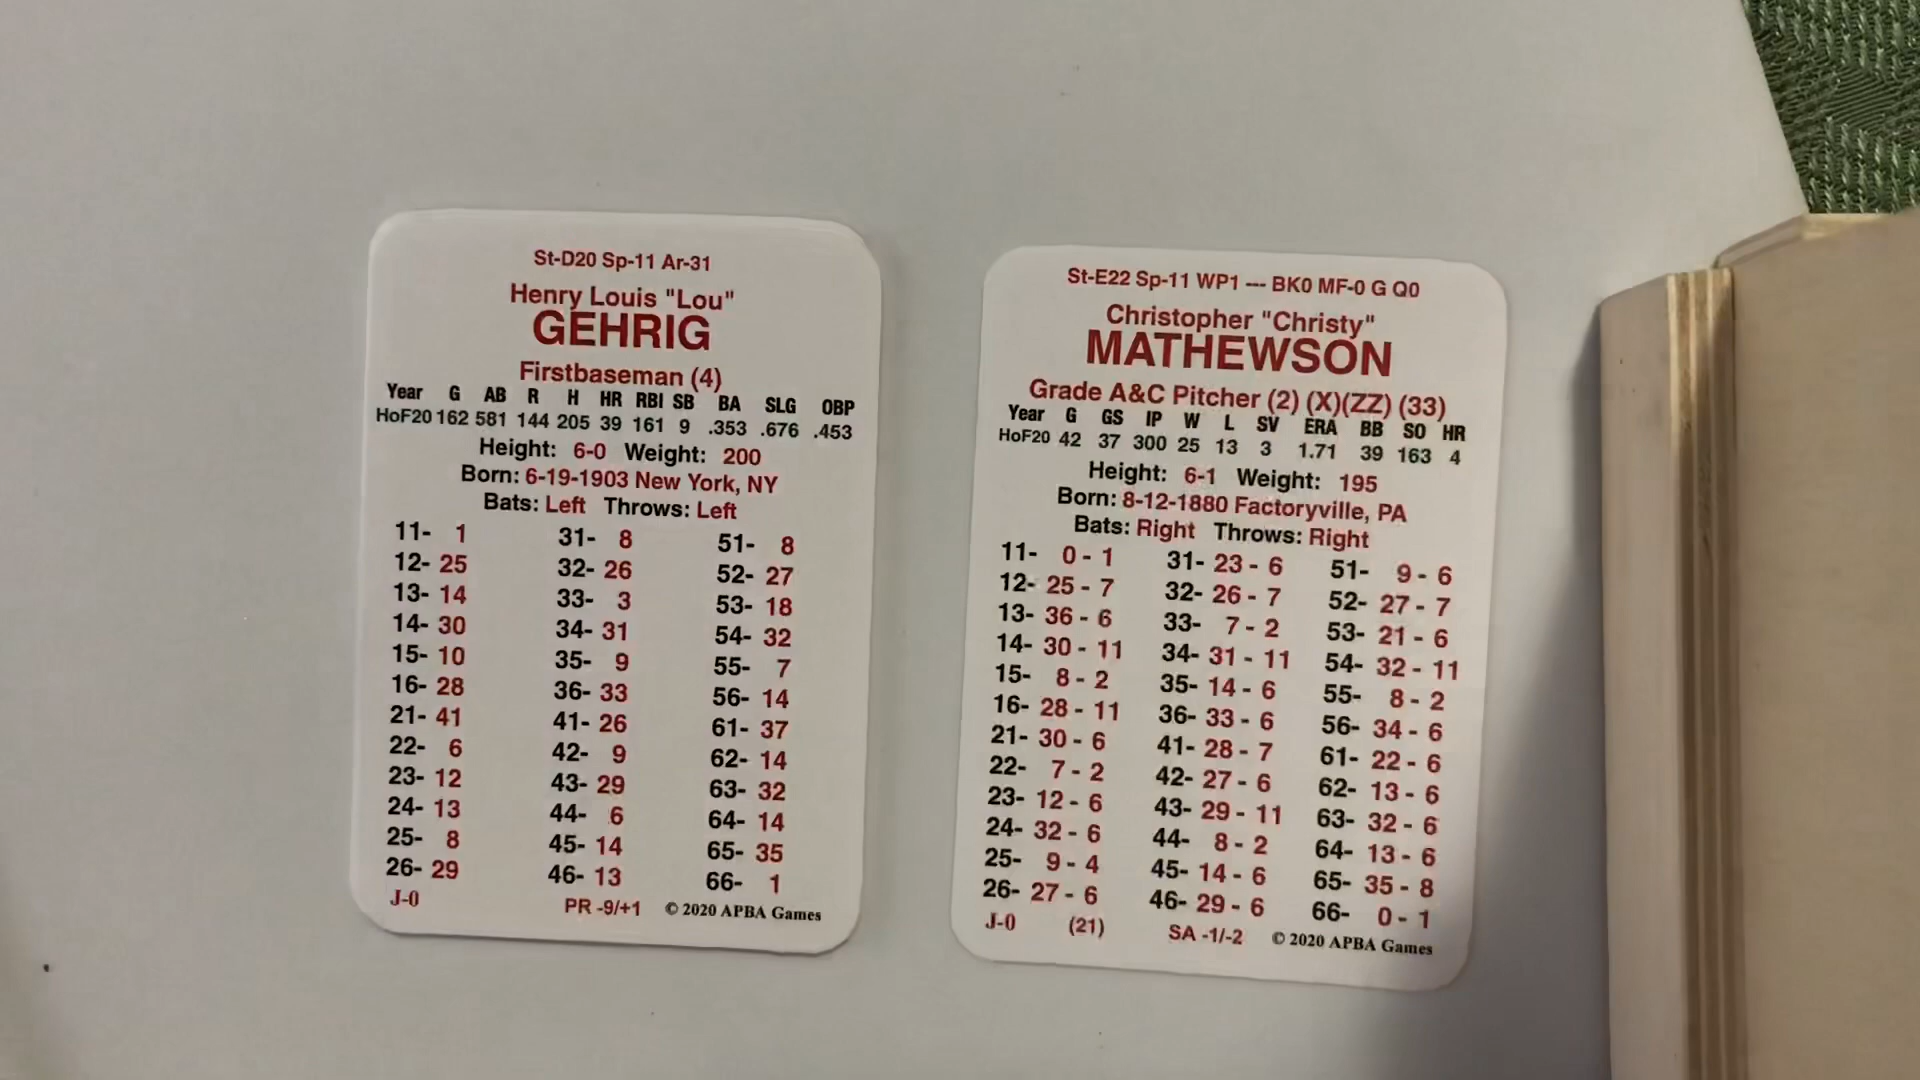 St-D20 Sp-11 Ar-31
Henry Louis "Lou"
GEHRIG
Firstbaseman (4)
Year G AB R H HR RBI SB BA SLG OBP
HoF20 162 581 144 205 39 161 9 .353 .676 .453
Height: 6-0 Weight: 200
Born: 6-19-1903 New York, NY
Bats: Left Throws: Left
11- 1 31- 8 51- 8
12- 25 32- 26 52- 27
13- 14 33- 3 53- 18
14- 30 34- 31 54- 32
15- 10 35- 9 55- 7
16- 28 36- 33 56- 14
21- 41 41- 26 61- 37
22- 6 42- 9 62- 14
23- 12 43- 29 63- 32
24- 13 44- 6 64- 14
25- 8 45- 14 65- 35
26- 29 46- 13 66- 1
J-0 PR -9/+1 © 2020 APBA Games
St-E22 Sp-11 WP1 --- BK0 MF-0 G Q0
Christopher "Christy"
MATHEWSON
Grade A&C Pitcher (2) (X)(ZZ) (33)
Year G GS IP W L SV ERA BB SO HR
HoF20 42 37 300 25 13 3 1.71 39 163 4
Height: 6-1 Weight: 195
Born: 8-12-1880 Factoryville, PA
Bats: Right Throws: Right
11- 0 - 1 31- 23 - 6 51- 9 - 6
12- 25 - 7 32- 26 - 7 52- 27 - 7
13- 36 - 6 33- 7 - 2 53- 21 - 6
14- 30 - 11 34- 31 - 11 54- 32 - 11
15- 8 - 2 35- 14 - 6 55- 8 - 2
16- 28 - 11 36- 33 - 6 56- 34 - 6
21- 30 - 6 41- 28 - 7 61- 22 - 6
22- 7 - 2 42- 27 - 6 62- 13 - 6
23- 12 - 6 43- 29 - 11 63- 32 - 6
24- 32 - 6 44- 8 - 2 64- 13 - 6
25- 9 - 4 45- 14 - 6 65- 35 - 8
26- 27 - 6 46- 29 - 6 66- 0 - 1
J-0 (21) SA -1/-2 © 2020 APBA Games